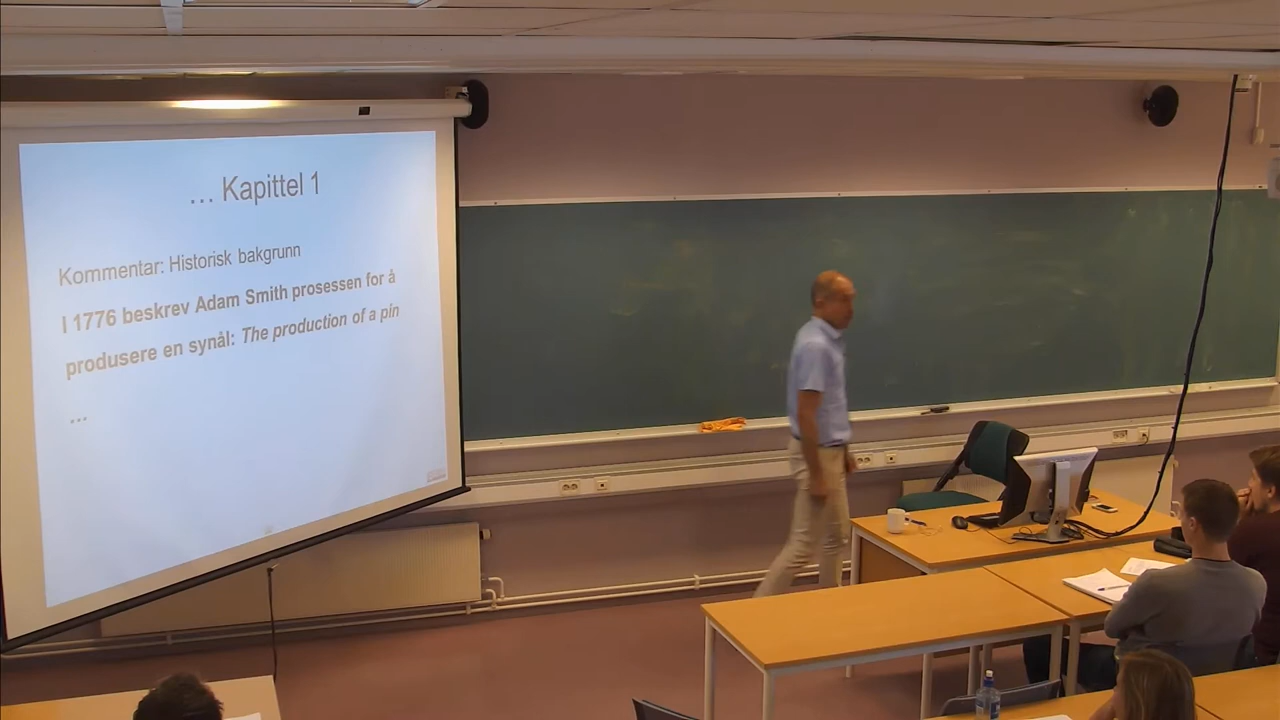 ... Kapittel 1
Kommentar: Historisk bakgrunn
I 1776 beskrev Adam Smith prosessen for å
produsere en synål: The production of a pin
...